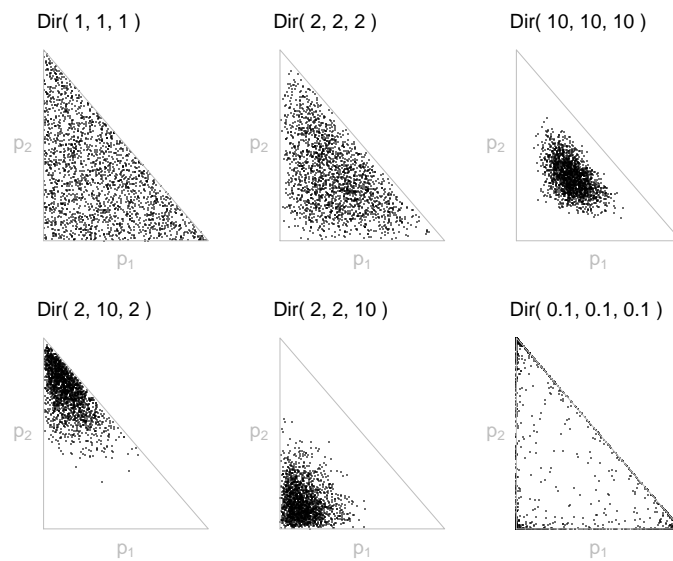 Dir( 1, 1, 1 )
Dir( 2, 2, 2 )
Dir( 10, 10, 10 )
p₂
p₂
p₂
p₁
p₁
p₁
Dir( 2, 10, 2 )
Dir( 2, 2, 10 )
Dir( 0.1, 0.1, 0.1 )
p₂
p₂
p₂
p₁
p₁
p₁